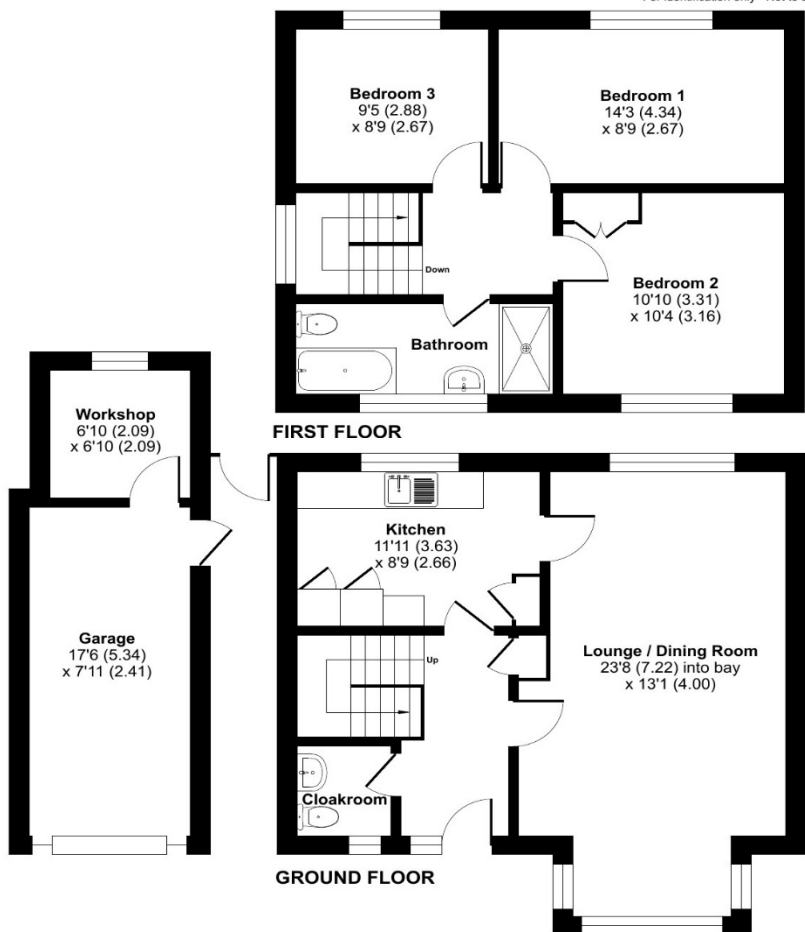 Bedroom 3
9'5 (2.88)
x 8'9 (2.67)
Bedroom 1
14'3 (4.34)
x 8'9 (2.67)
Down
Bedroom 2
10'10 (3.31)
x 10'4 (3.16)
Bathroom
FIRST FLOOR
Workshop
6'10 (2.09)
x 6'10 (2.09)
Kitchen
11'11 (3.63)
x 8'9 (2.66)
Garage
17'6 (5.34)
x 7'11 (2.41)
Up
Lounge / Dining Room
23'8 (7.22) into bay
x 13'1 (4.00)
Cloakroom
GROUND FLOOR